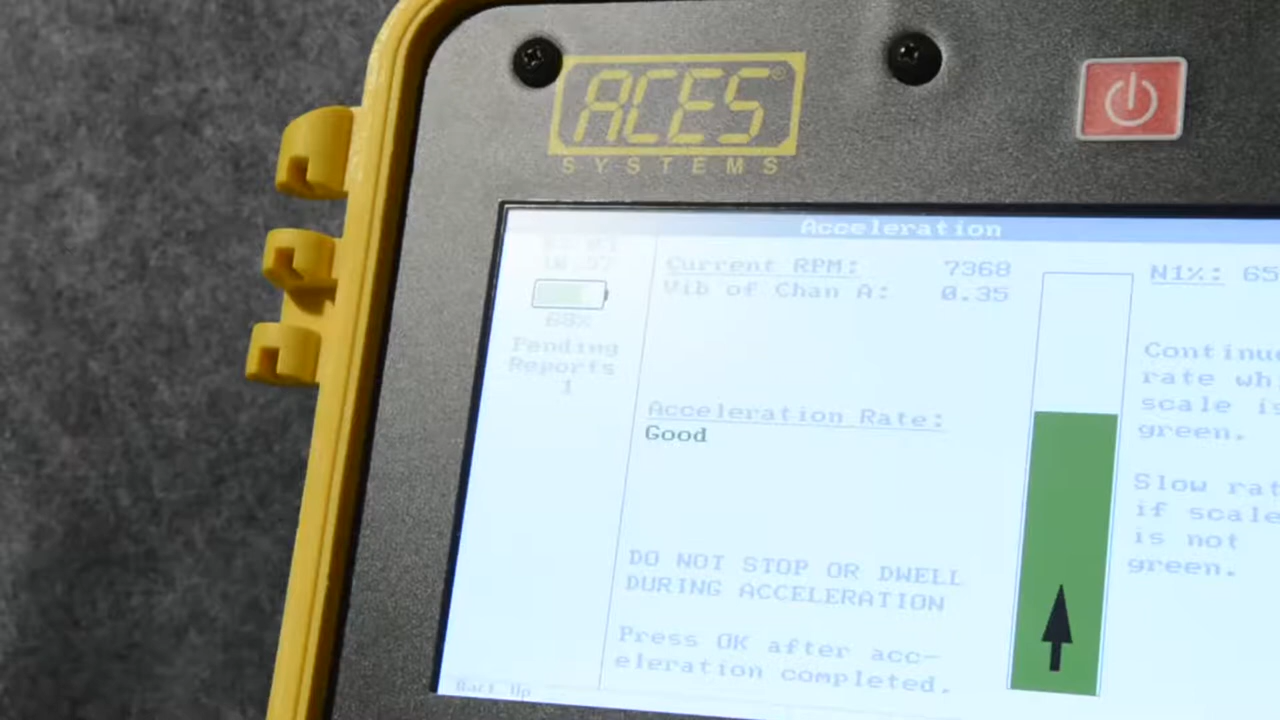 ACES®
SYSTEMS
Acceleration
68%
Pending
Reports
1
Current RPM: 7368
Vib of Chan A: 0.35
Acceleration Rate:
Good
DO NOT STOP OR DWELL
DURING ACCELERATION
Press OK after acc-
eleration completed.
N1%: 65
Continue
rate whi
scale is
green.
Slow rat
if scale
is not
green.